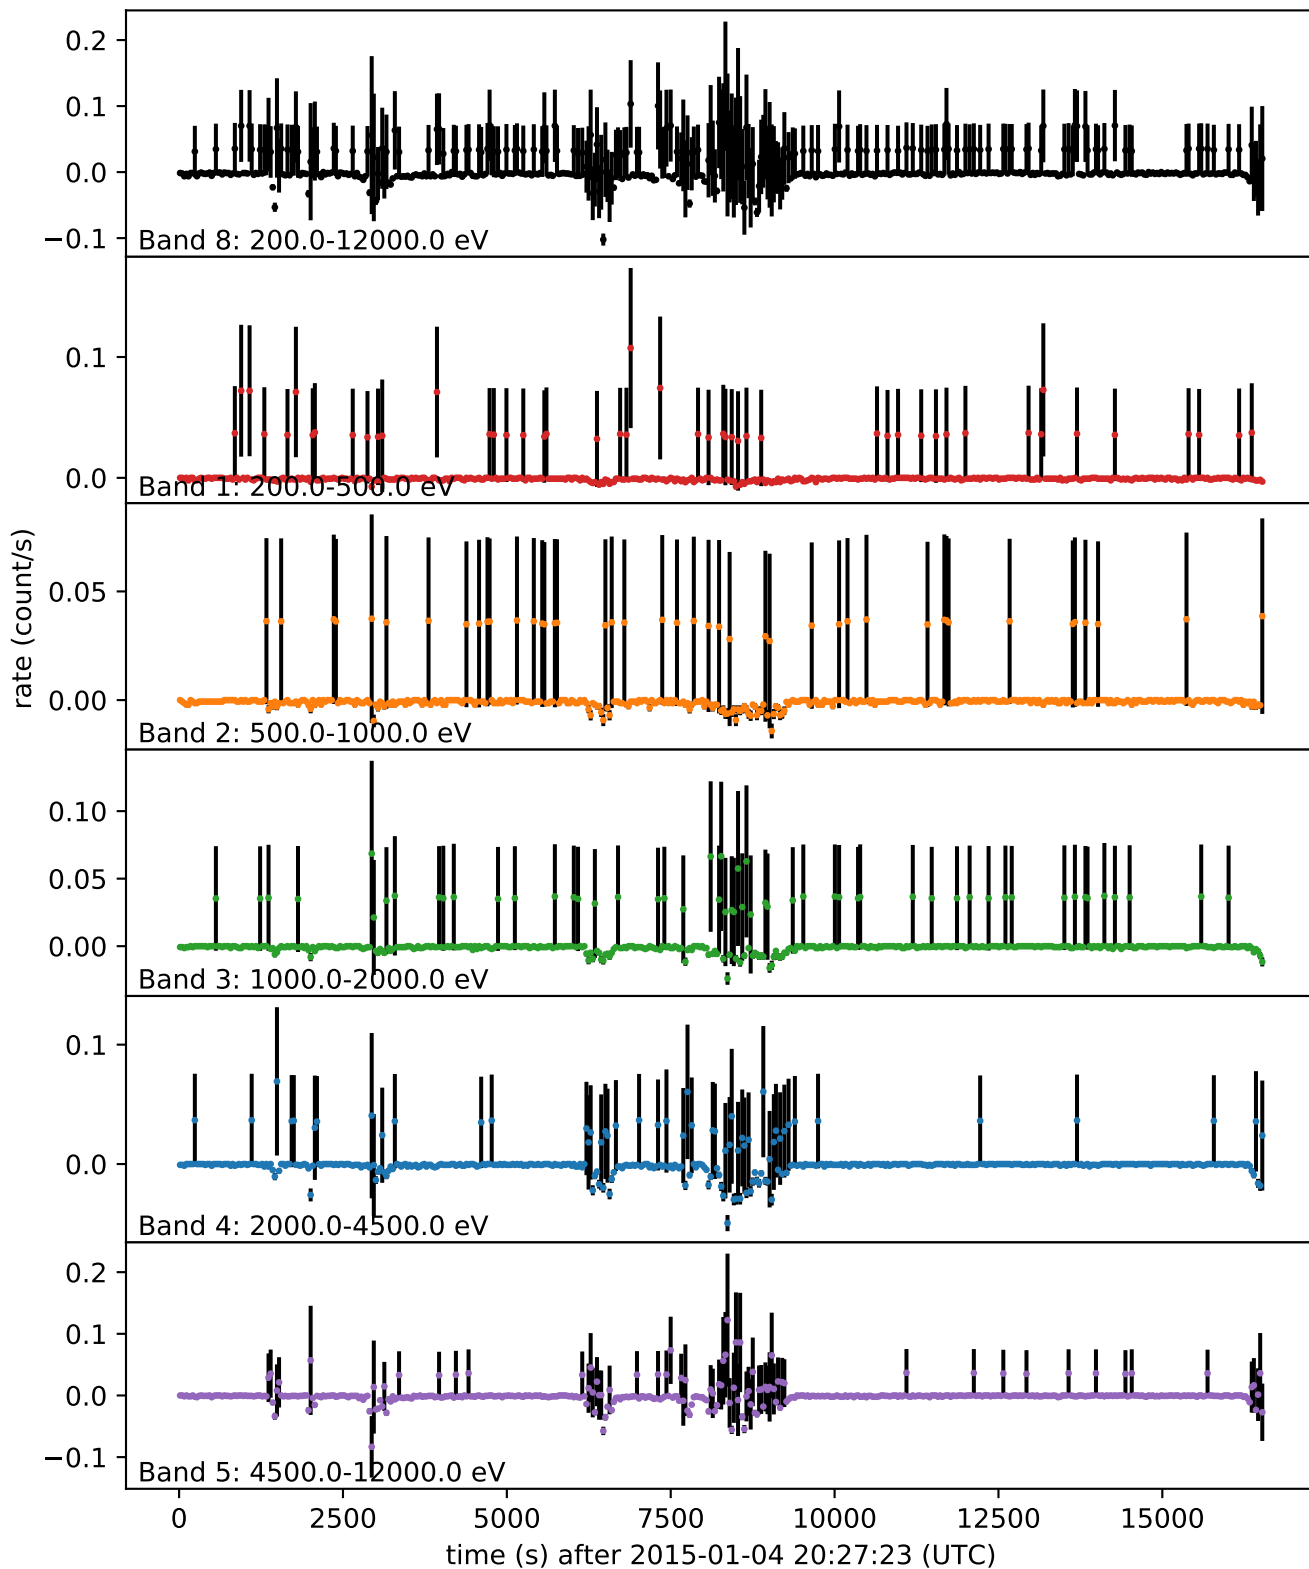 0.2
0.1
0.0
−0.1
Band 8: 200.0-12000.0 eV
0.1
0.0
Band 1: 200.0-500.0 eV
rate (count/s)
0.05
0.00
Band 2: 500.0-1000.0 eV
0.10
0.05
0.00
Band 3: 1000.0-2000.0 eV
0.1
0.0
Band 4: 2000.0-4500.0 eV
0.2
0.1
0.0
−0.1
Band 5: 4500.0-12000.0 eV
0 2500 5000 7500 10000 12500 15000
time (s) after 2015-01-04 20:27:23 (UTC)